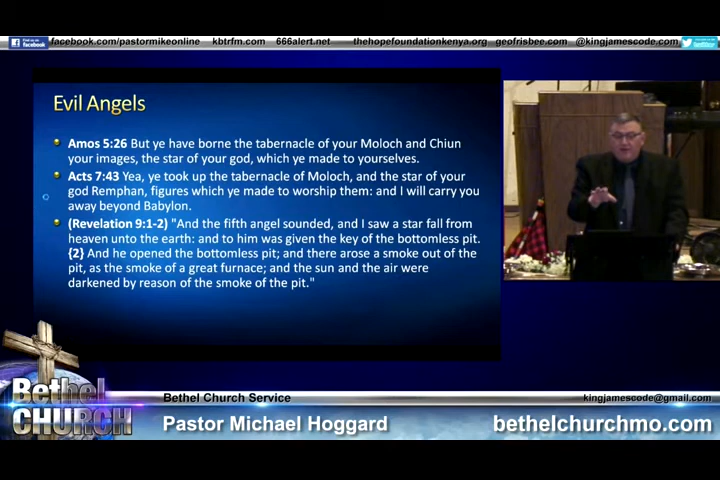 Find us on facebook
facebook.com/pastormikeonline kbtrfm.com 666alert.net thehopefoundationkenya.org geofrisbee.com @kingjamescode.com twitter
Evil Angels
Amos 5:26 But ye have borne the tabernacle of your Moloch and Chiun
your images, the star of your god, which ye made to yourselves.
Acts 7:43 Yea, ye took up the tabernacle of Moloch, and the star of your
god Remphan, figures which ye made to worship them: and I will carry you
away beyond Babylon.
(Revelation 9:1-2) "And the fifth angel sounded, and I saw a star fall from
heaven unto the earth: and to him was given the key of the bottomless pit.
{2} And he opened the bottomless pit; and there arose a smoke out of the
pit, as the smoke of a great furnace; and the sun and the air were
darkened by reason of the smoke of the pit."
Bethel
CHURCH
Bethel Church Service kingjamescode@gmail.com
Pastor Michael Hoggard bethelchurchmo.com